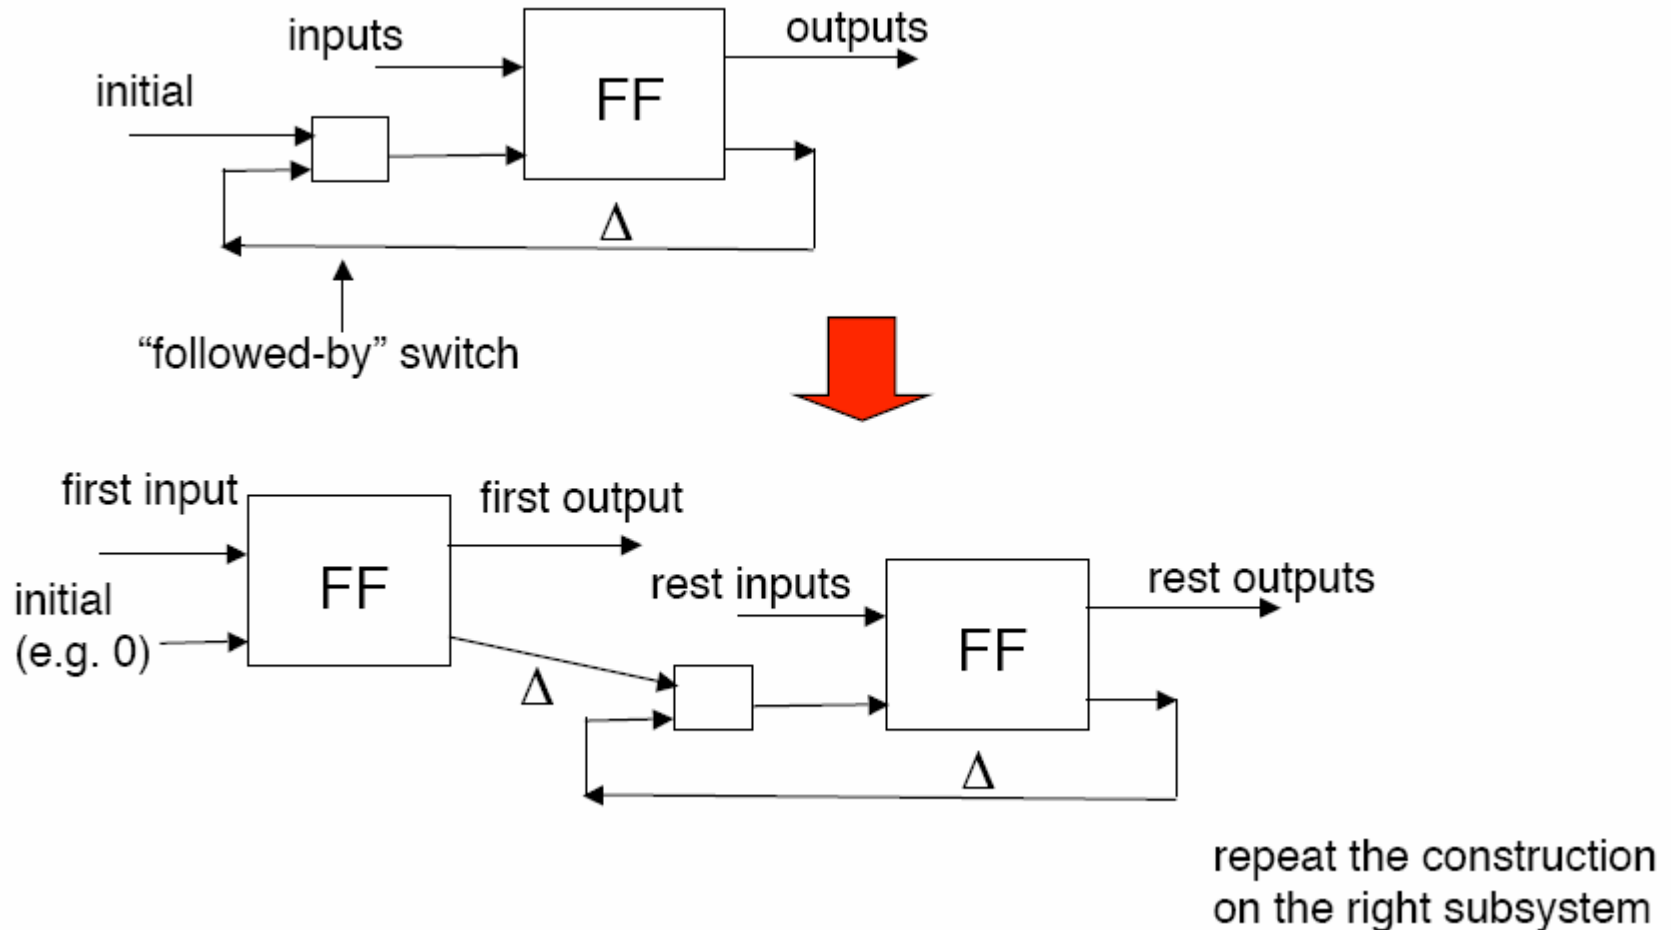 inputs
outputs
initial
FF
Δ
“followed-by” switch
first input
first output
FF
initial
(e.g. 0)
Δ
rest inputs
rest outputs
FF
Δ
repeat the construction
on the right subsystem